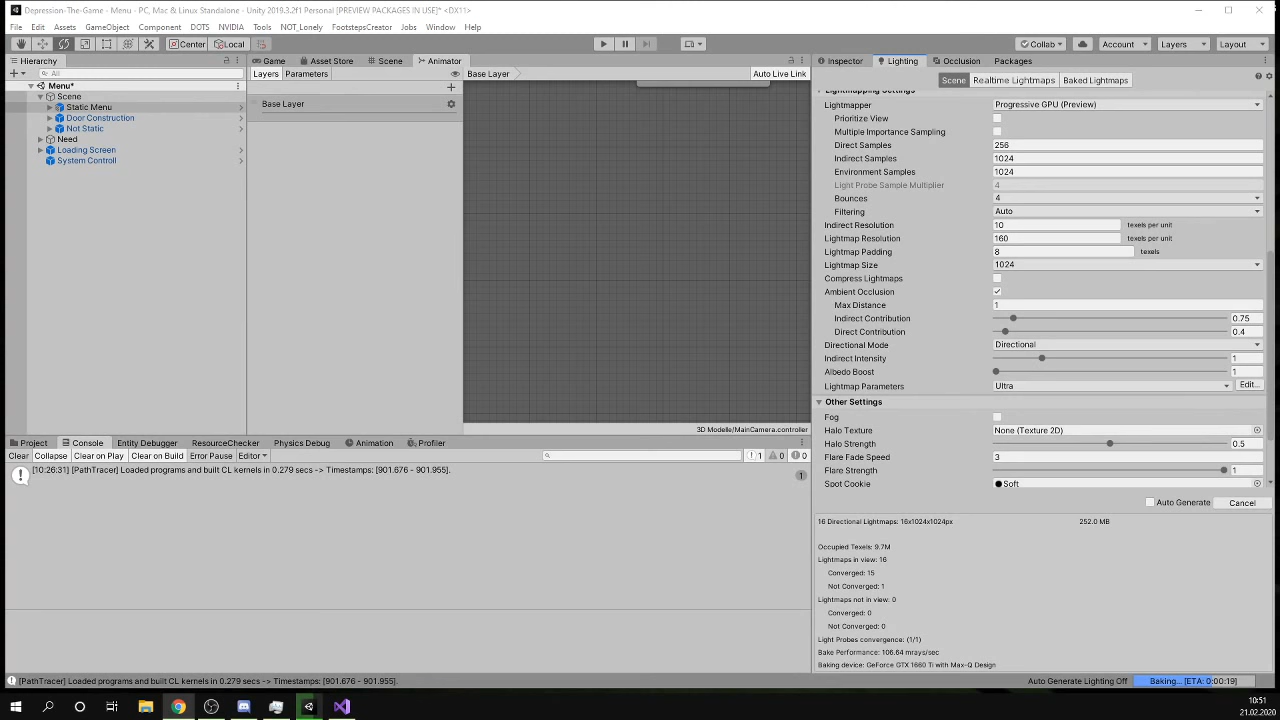 Depression-The-Game - Menu - PC, Mac & Linux Standalone - Unity 2019.3.2f1 Personal [PREVIEW PACKAGES IN USE]* <DX11>
File Edit Assets GameObject Component DOTS NVIDIA Tools NOT_Lonely FootstepsCreator Jobs Window Help
Center Local Collab Account Layers Layout
Hierarchy
All
Menu*
Scene
Static Menu
Door Construction
Not Static
Need
Loading Screen
System Controll
Game Asset Store Scene Animator
Layers Parameters Base Layer Auto Live Link
Base Layer
3D Modelle/MainCamera.controller
Inspector Lighting Occlusion Packages
Scene Realtime Lightmaps Baked Lightmaps
Lightmapping Settings
Lightmapper Progressive GPU (Preview)
Prioritize View
Multiple Importance Sampling
Direct Samples 256
Indirect Samples 1024
Environment Samples 1024
Light Probe Sample Multiplier 4
Bounces 4
Filtering Auto
Indirect Resolution 10 texels per unit
Lightmap Resolution 160 texels per unit
Lightmap Padding 8 texels
Lightmap Size 1024
Compress Lightmaps
Ambient Occlusion
Max Distance 1
Indirect Contribution 0.75
Direct Contribution 0.4
Directional Mode Directional
Indirect Intensity 1
Albedo Boost 1
Lightmap Parameters Ultra Edit...
Other Settings
Fog
Halo Texture None (Texture 2D)
Halo Strength 0.5
Flare Fade Speed 3
Flare Strength 1
Spot Cookie Soft
Auto Generate Cancel
16 Directional Lightmaps: 16x1024x1024px 252.0 MB
Occupied Texels: 9.7M
Lightmaps in view: 16
Converged: 15
Not Converged: 1
Lightmaps not in view: 0
Converged: 0
Not Converged: 0
Light Probes convergence: (1/1)
Bake Performance: 106.64 mrays/sec
Baking device: GeForce GTX 1660 Ti with Max-Q Design
Project Console Entity Debugger ResourceChecker Physics Debug Animation Profiler
Clear Collapse Clear on Play Clear on Build Error Pause Editor 1 0 0
[10:26:31] [PathTracer] Loaded programs and built CL kernels in 0.279 secs -> Timestamps: [901.676 - 901.955]. 1
[PathTracer] Loaded programs and built CL kernels in 0.279 secs -> Timestamps: [901.676 - 901.955].
Auto Generate Lighting Off Baking... [ETA: 0:00:19]
10:51
21.02.2020